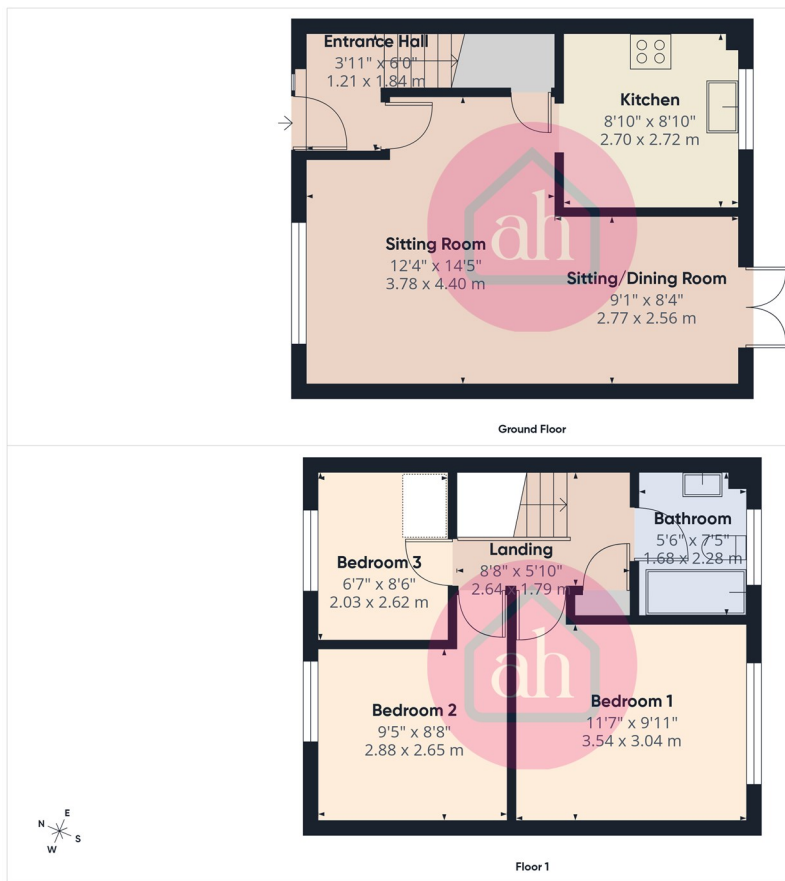 Entrance Hall
3'11" x 6'0"
1.21 x 1.84 m
Kitchen
8'10" x 8'10"
2.70 x 2.72 m
ah
Sitting Room
12'4" x 14'5"
3.78 x 4.40 m
Sitting/Dining Room
9'1" x 8'4"
2.77 x 2.56 m
Ground Floor
Bathroom
5'6" x 7'5"
1.68 x 2.28 m
Landing
8'8" x 5'10"
2.64 x 1.79 m
Bedroom 3
6'7" x 8'6"
2.03 x 2.62 m
ah
Bedroom 2
9'5" x 8'8"
2.88 x 2.65 m
Bedroom 1
11'7" x 9'11"
3.54 x 3.04 m
N
E
S
W
Floor 1